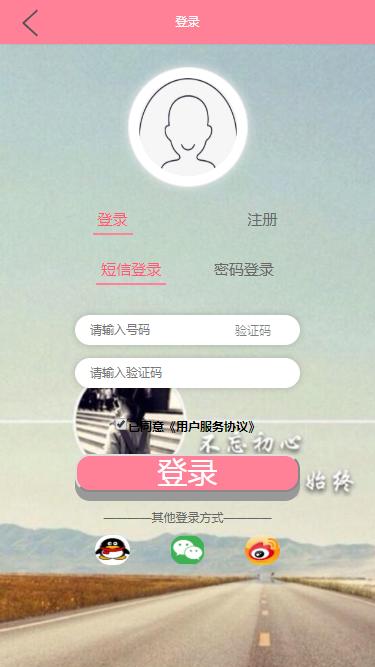 登录
登录 注册
短信登录 密码登录
请输入号码 验证码
请输入验证码
已同意《用户服务协议》
不忘初心
登录
始终
其他登录方式